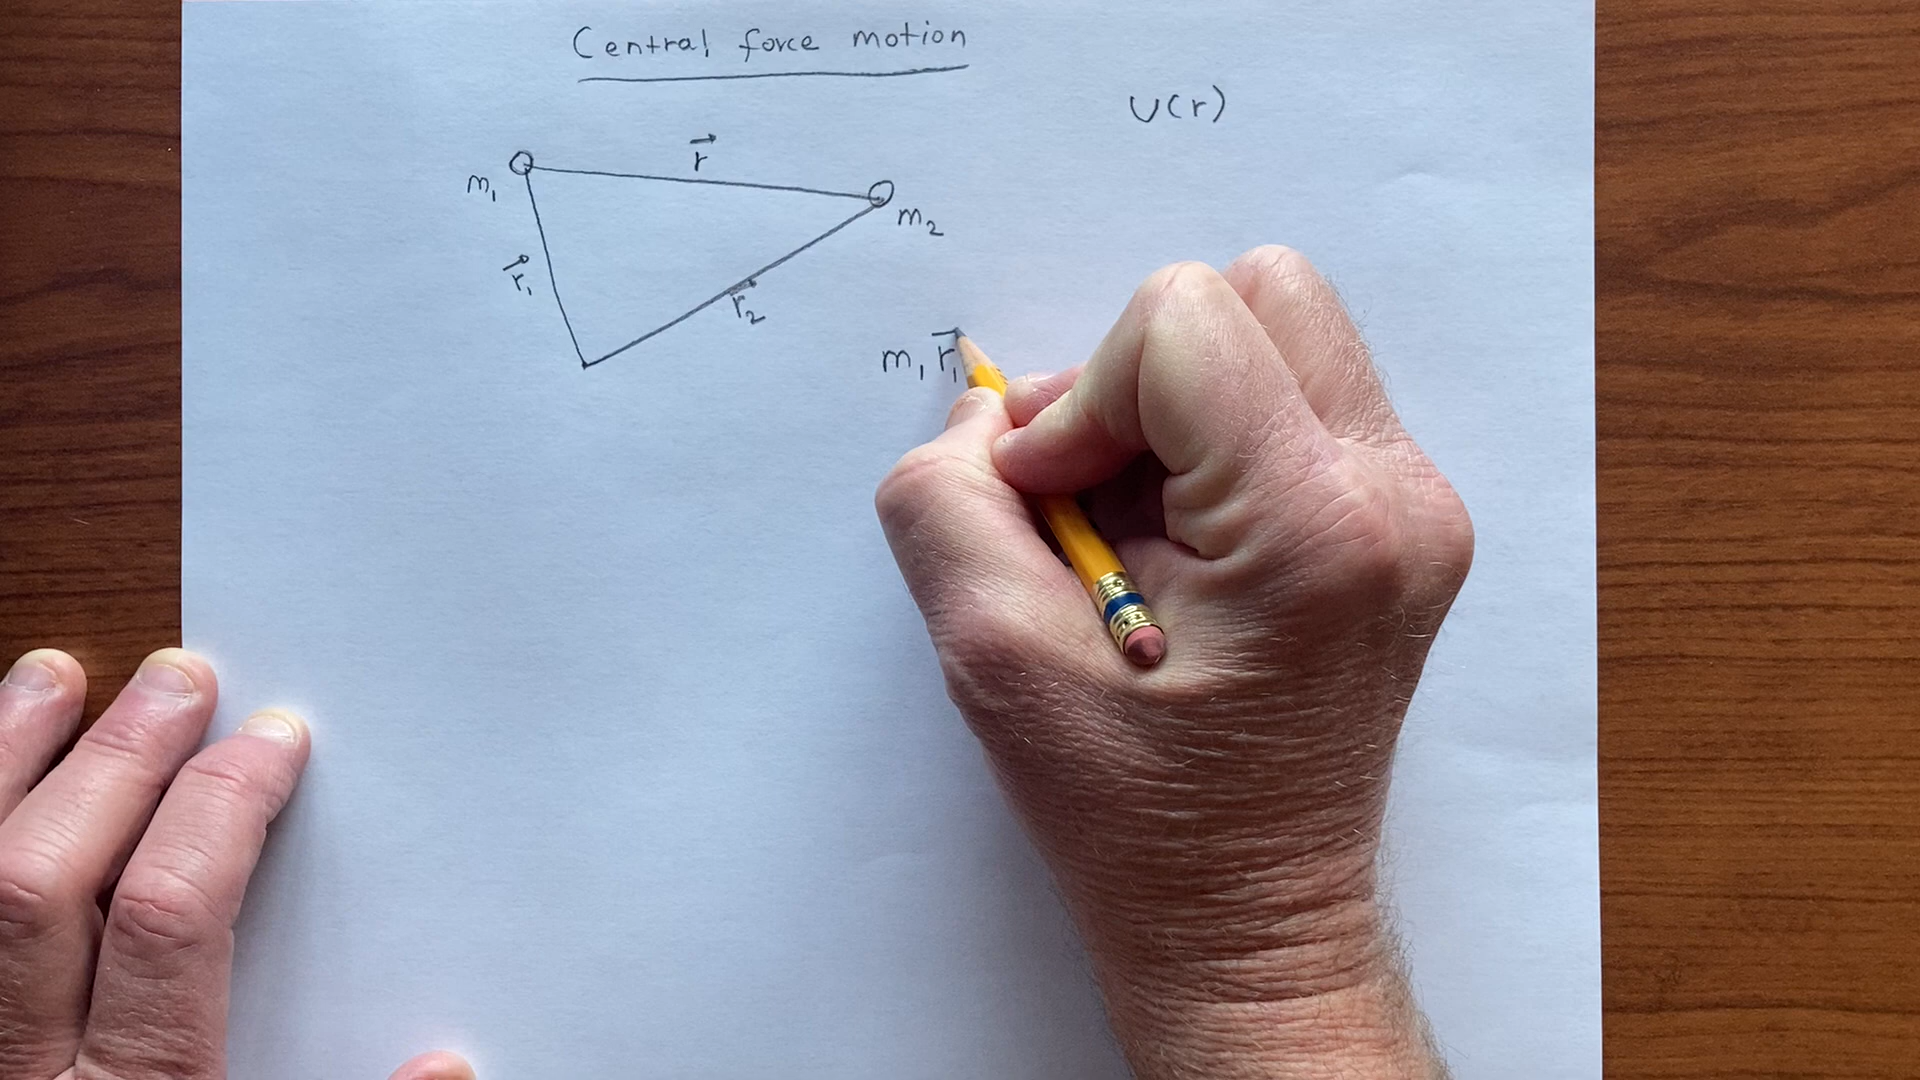 Central force motion
U(r)
r⃗
m₁
m₂
r⃗₁
r⃗₂
m₁ r⃗₁